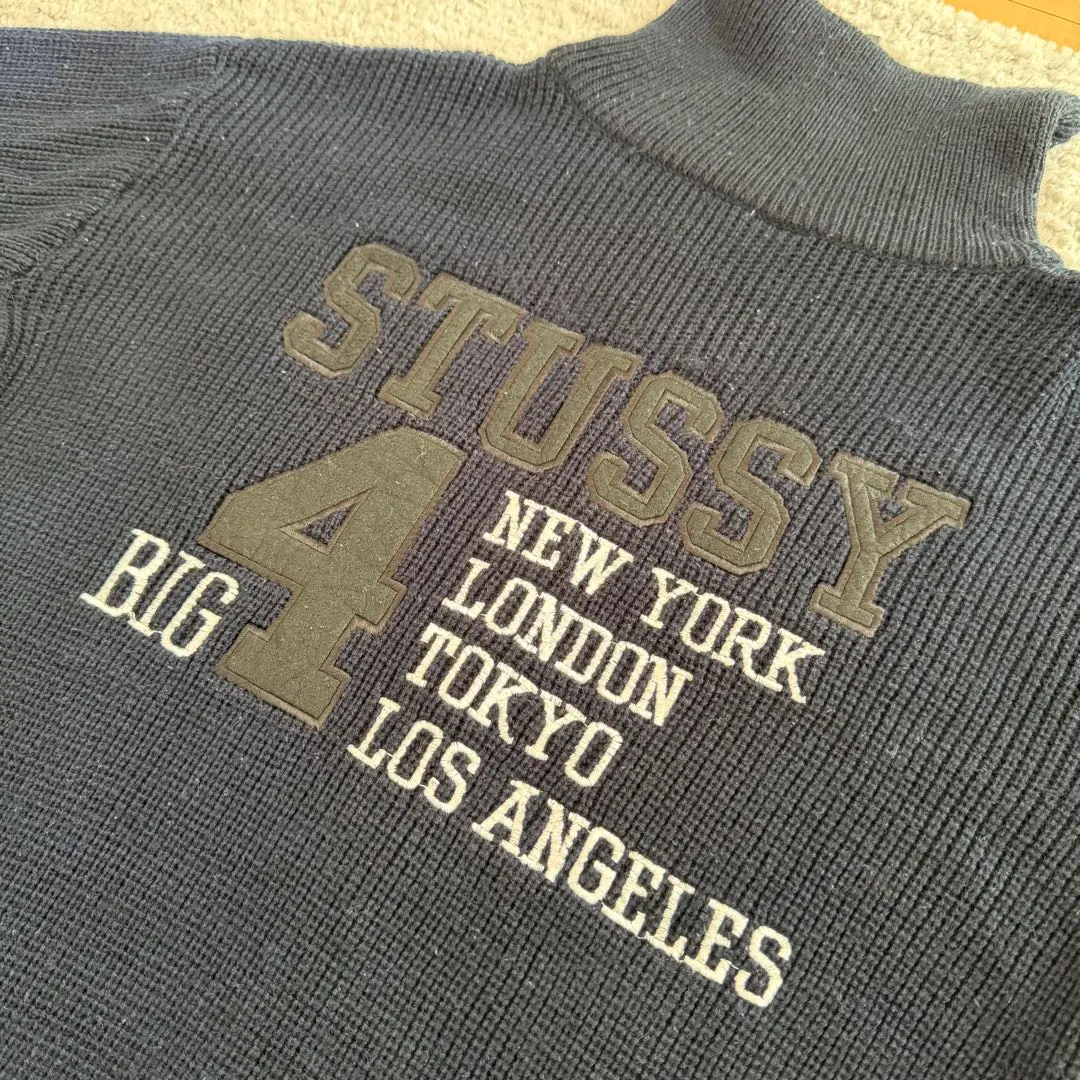 STUSSY
BIG 4
NEW YORK
LONDON
TOKYO
LOS ANGELES